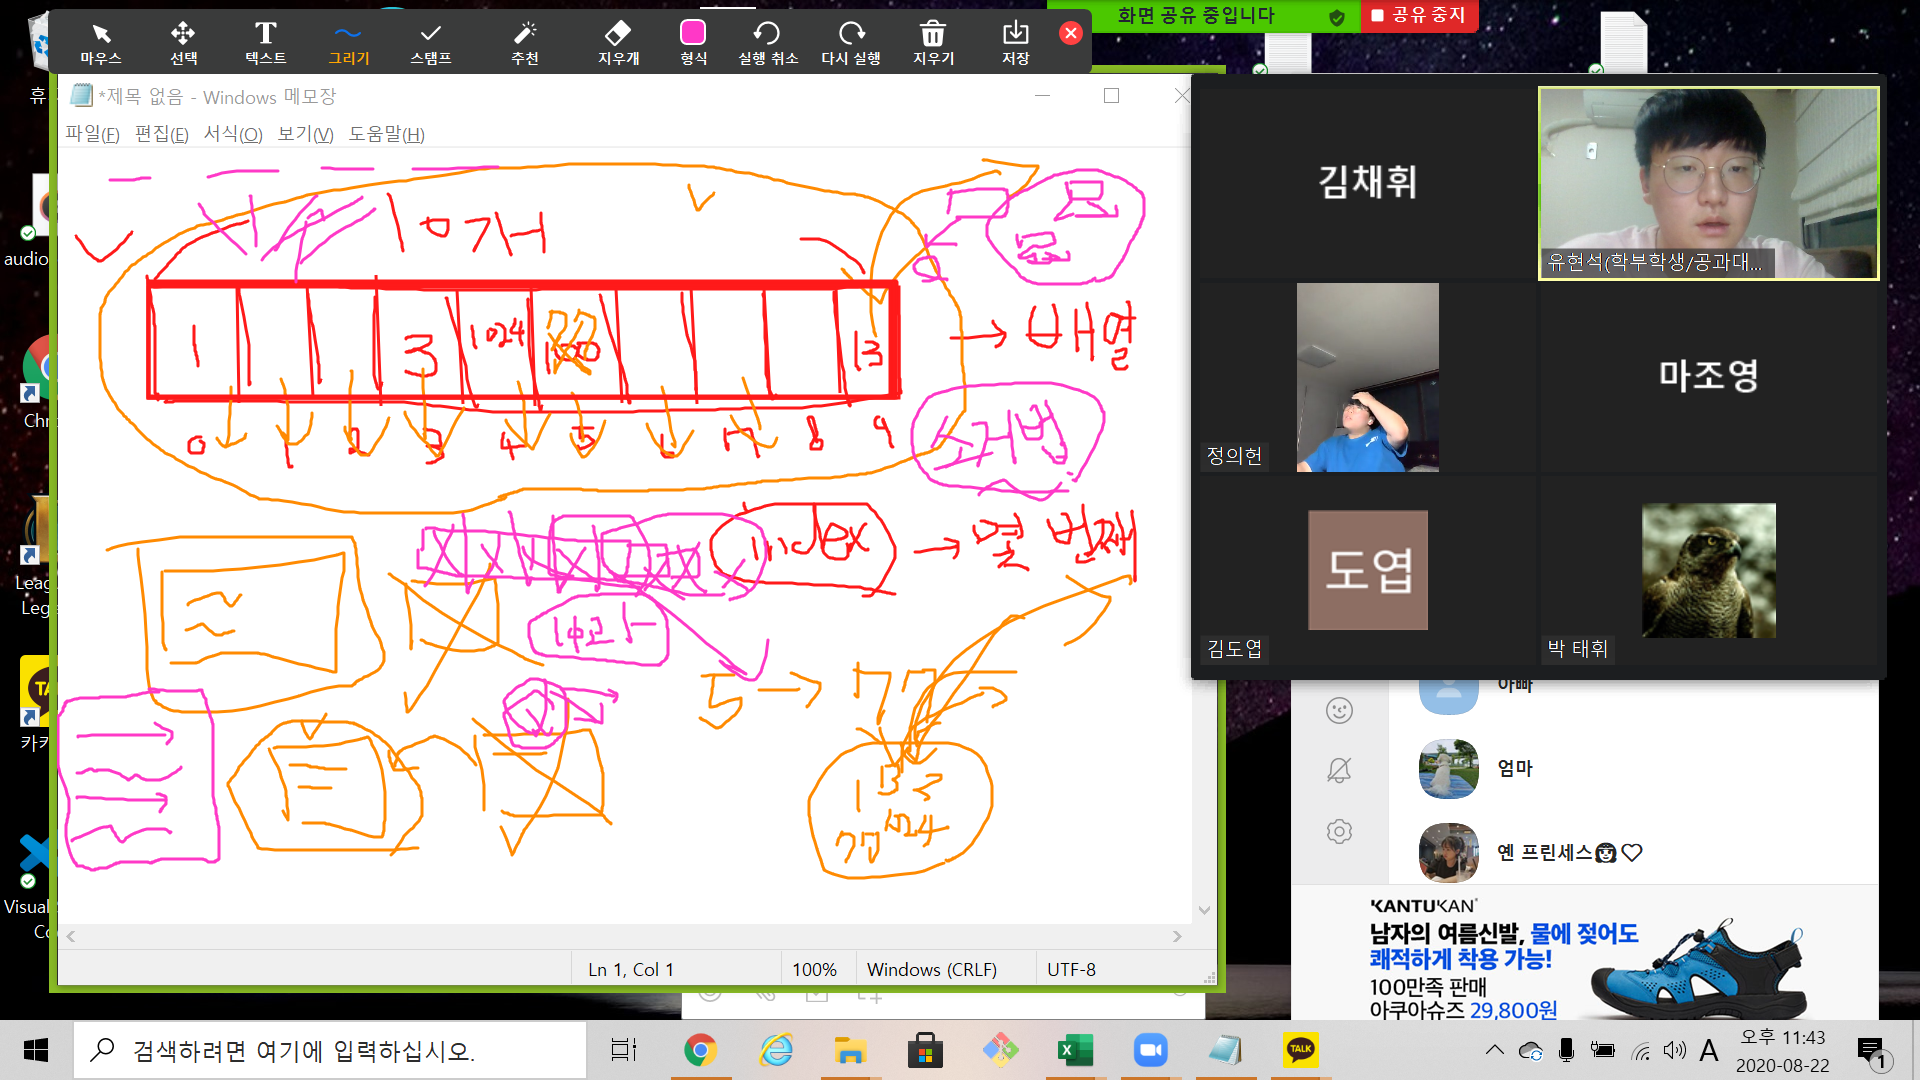 마우스
선택
텍스트
그리기
스탬프
추천
지우개
형식
실행 취소
다시 실행
지우기
저장
화면 공유 중입니다
공유 중지
*제목 없음 - Windows 메모장
파일(F) 편집(E) 서식(O) 보기(V) 도움말(H)
10개
1
3
1024
13
배열
0 1 2 3 4 5 6 7 8 9
소거법
index
몇 번째
5
77
1 13 3
77 1024
김채휘
유현석(학부학생/공과대...
정의헌
마조영
도엽
김도엽
박 태휘
audio
Chr
Leag
Leg
카카
Visual
Co
아빠
엄마
옌 프린세스
KANTUKAN
남자의 여름신발, 물에 젖어도
쾌적하게 착용 가능!
100만족 판매
아쿠아슈즈 29,800원
Ln 1, Col 1
100%
Windows (CRLF)
UTF-8
검색하려면 여기에 입력하십시오.
TALK
A
오후 11:43
2020-08-22
1